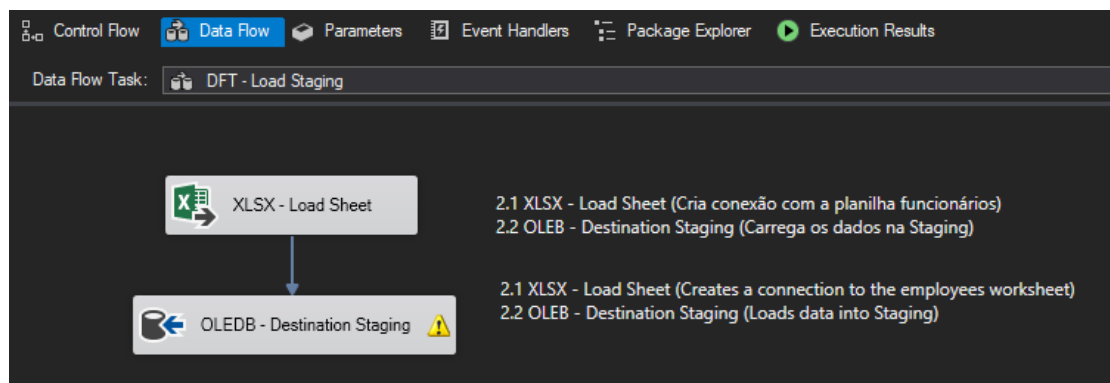 Control Flow Data Flow Parameters Event Handlers Package Explorer Execution Results
Data Flow Task: DFT - Load Staging
XLSX - Load Sheet
2.1 XLSX - Load Sheet (Cria conexão com a planilha funcionários)
2.2 OLEB - Destination Staging (Carrega os dados na Staging)
2.1 XLSX - Load Sheet (Creates a connection to the employees worksheet)
2.2 OLEB - Destination Staging (Loads data into Staging)
OLEDB - Destination Staging